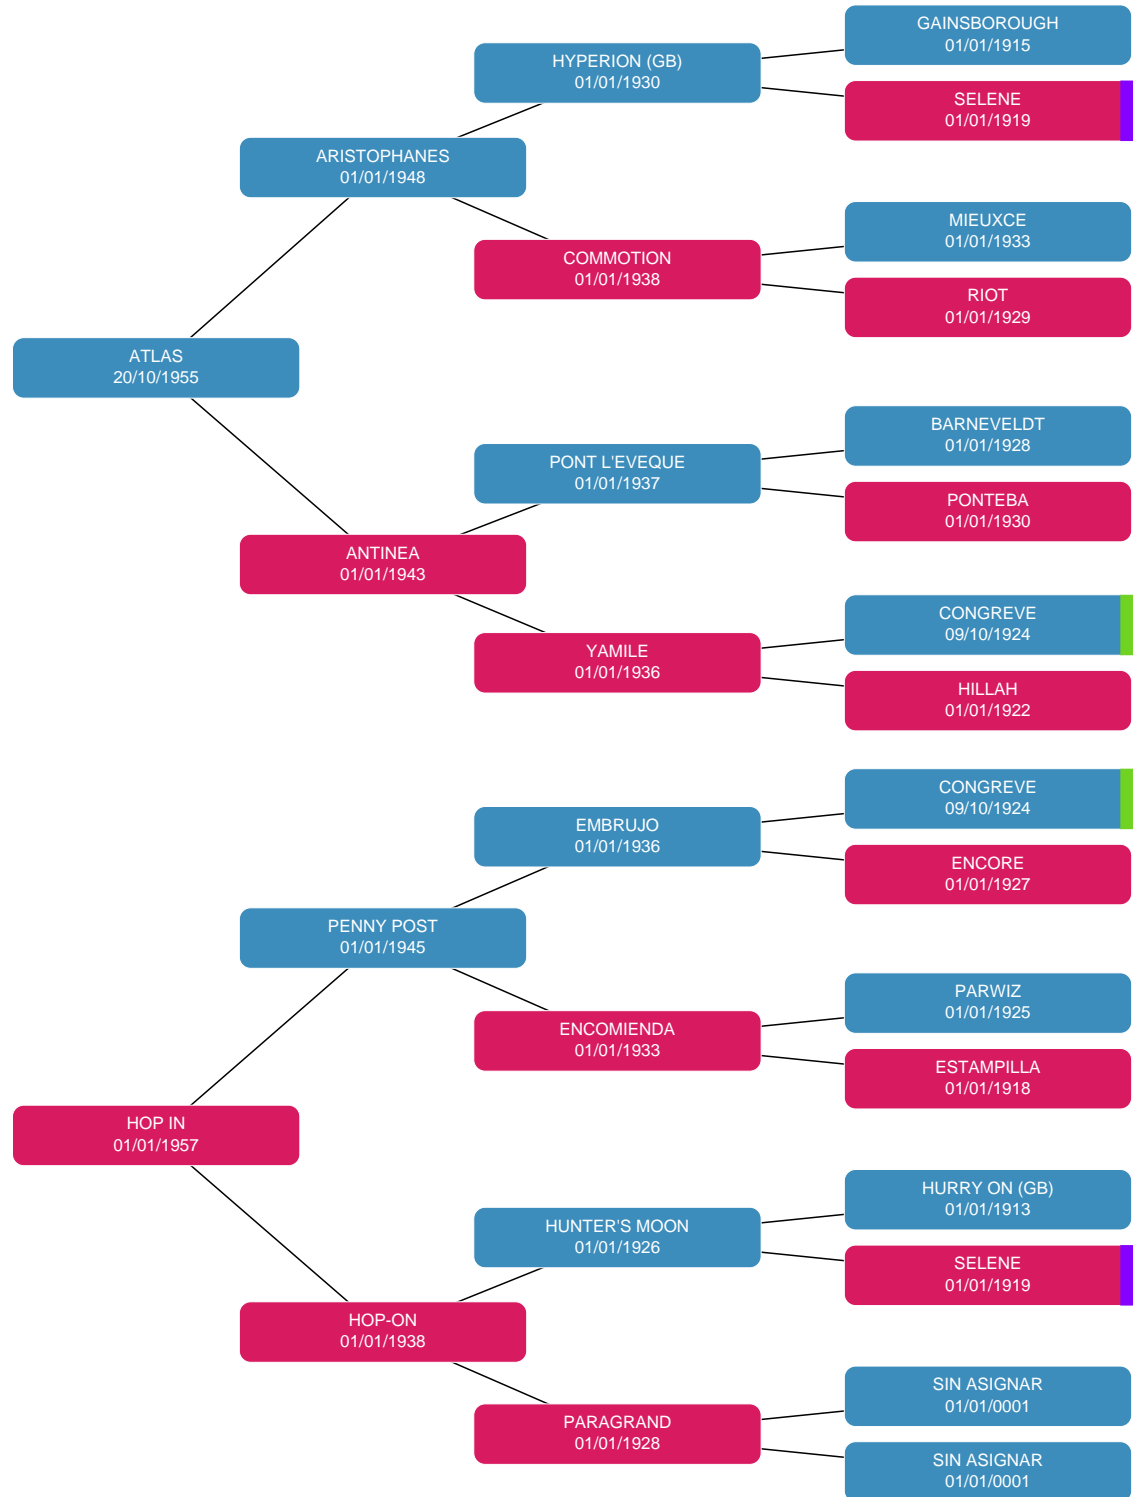 GAINSBOROUGH
01/01/1915
HYPERION (GB)
01/01/1930
SELENE
01/01/1919
ARISTOPHANES
01/01/1948
MIEUXCE
01/01/1933
COMMOTION
01/01/1938
RIOT
01/01/1929
ATLAS
20/10/1955
BARNEVELDT
01/01/1928
PONT L'EVEQUE
01/01/1937
PONTEBA
01/01/1930
ANTINEA
01/01/1943
CONGREVE
09/10/1924
YAMILE
01/01/1936
HILLAH
01/01/1922
CONGREVE
09/10/1924
EMBRUJO
01/01/1936
ENCORE
01/01/1927
PENNY POST
01/01/1945
PARWIZ
01/01/1925
ENCOMIENDA
01/01/1933
ESTAMPILLA
01/01/1918
HOP IN
01/01/1957
HURRY ON (GB)
01/01/1913
HUNTER'S MOON
01/01/1926
SELENE
01/01/1919
HOP-ON
01/01/1938
SIN ASIGNAR
01/01/0001
PARAGRAND
01/01/1928
SIN ASIGNAR
01/01/0001